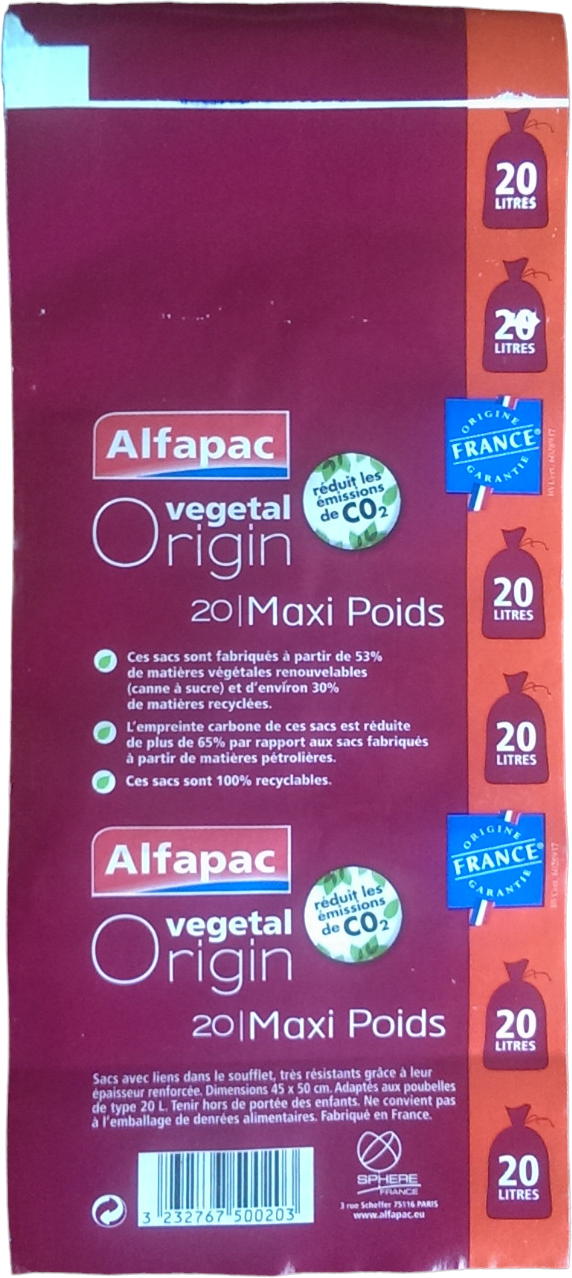 20
LITRES
20
LITRES
Alfapac
vegetal
Origin
réduit les
émissions
de CO2
20|Maxi Poids
ORIGINE
FRANCE®
GARANTIE
20
LITRES
Ces sacs sont fabriqués à partir de 53%
de matières végétales renouvelables
(canne à sucre) et d'environ 30%
de matières recyclées.
L'empreinte carbone de ces sacs est réduite
de plus de 65% par rapport aux sacs fabriqués
à partir de matières pétrolières.
Ces sacs sont 100% recyclables.
20
LITRES
Alfapac
vegetal
Origin
réduit les
émissions
de CO2
20|Maxi Poids
ORIGINE
FRANCE®
GARANTIE
20
LITRES
Sacs avec liens dans le soufflet, très résistants grâce à leur
épaisseur renforcée. Dimensions 45 x 50 cm. Adaptés aux poubelles
de type 20 L. Tenir hors de portée des enfants. Ne convient pas
à l'emballage de denrées alimentaires. Fabriqué en France.
3 232767 500203
SPHERE
FRANCE
3 rue Scheffer 75116 PARIS
www.alfapac.eu
20
LITRES